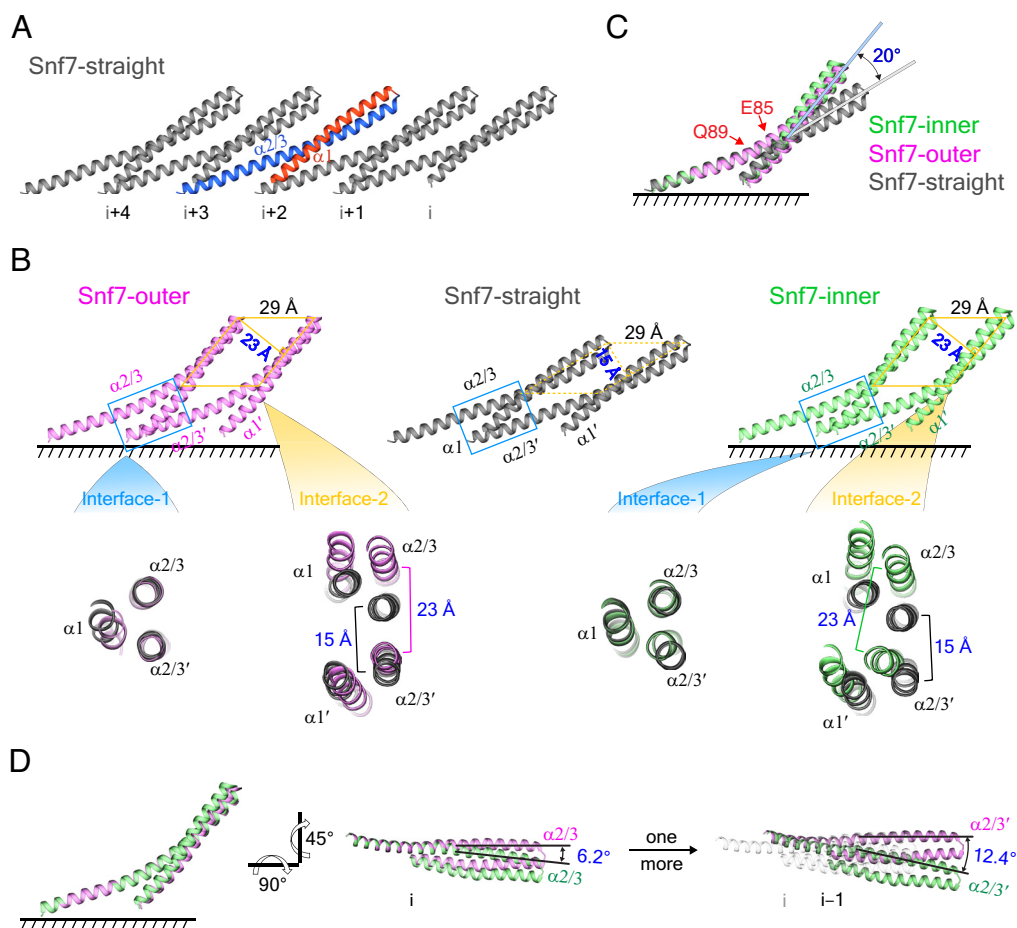 A
Snf7-straight
α2/3
α1
i+4
i+3
i+2
i+1
i
C
20°
E85
Q89
Snf7-inner
Snf7-outer
Snf7-straight
B
Snf7-outer
29 Å
23 Å
α2/3
α2/3′
α1′
Interface-1
Interface-2
Snf7-straight
29 Å
15 Å
α2/3
α1
α2/3′
α1′
Snf7-inner
29 Å
23 Å
α2/3
α2/3′
α1′
Interface-1
Interface-2
α2/3
α1
α2/3′
α1
α2/3
23 Å
15 Å
α2/3′
α1′
α2/3
α1
α2/3′
α2/3
α1
23 Å
15 Å
α2/3′
α1′
D
45°
90°
α2/3
6.2°
α2/3
i
one
more
α2/3′
12.4°
α2/3′
i
i–1